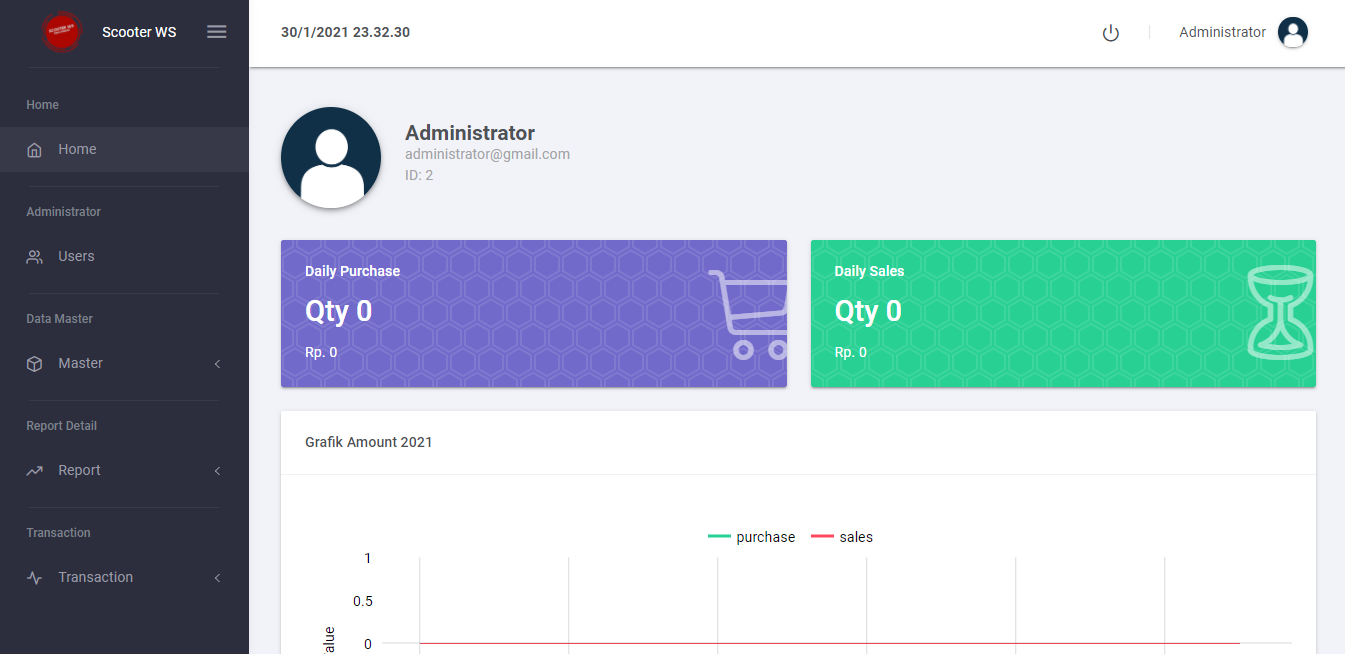 Scooter WS
30/1/2021 23.32.30
Administrator
Home
Home
Administrator
Users
Data Master
Master
Report Detail
Report
Transaction
Transaction
Administrator
administrator@gmail.com
ID: 2
Daily Purchase
Qty 0
Rp. 0
Daily Sales
Qty 0
Rp. 0
Grafik Amount 2021
purchase
sales
1
0.5
0